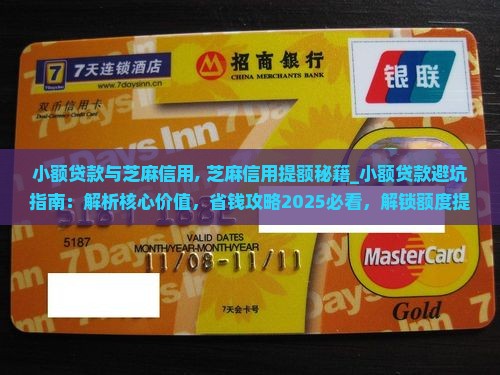 7 7天连锁酒店
www.7daysinn.cn
招商银行
CHINA MERCHANTS BANK
银联
双币信用卡
Dual-Currency Credit Card
7Days Inn
小额贷款与芝麻信用, 芝麻信用提额秘籍_小额贷款避坑
指南：解析核心价值，省钱攻略2025必看，解锁额度提
5187
VALID DATES
MONTH/YEAR-MONTH/YEAR
11/08-11/11
MasterCard
7天会卡号
Gold